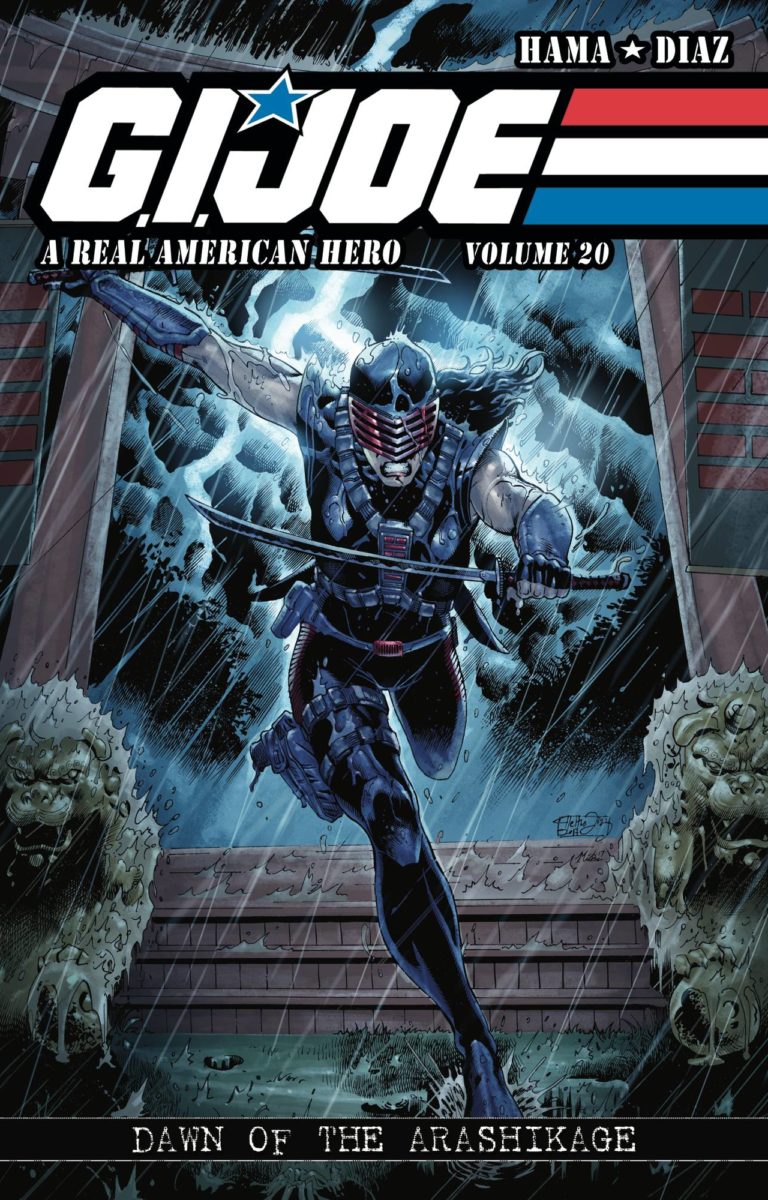 HAMA ★ DIAZ
G.I. JOE
A REAL AMERICAN HERO VOLUME 20
DAWN OF THE ARASHIKAGE